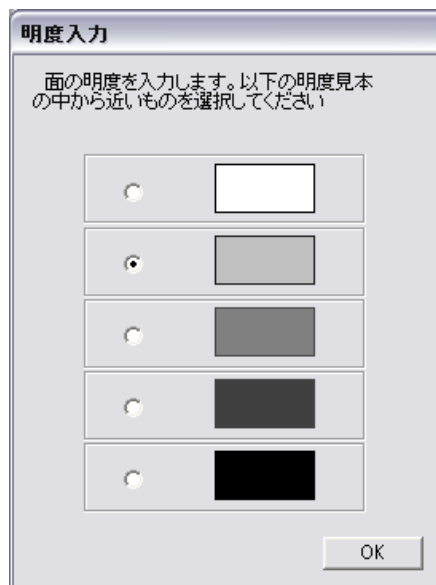 明度入力
面の明度を入力します。以下の明度見本
の中から近いものを選択してください
OK